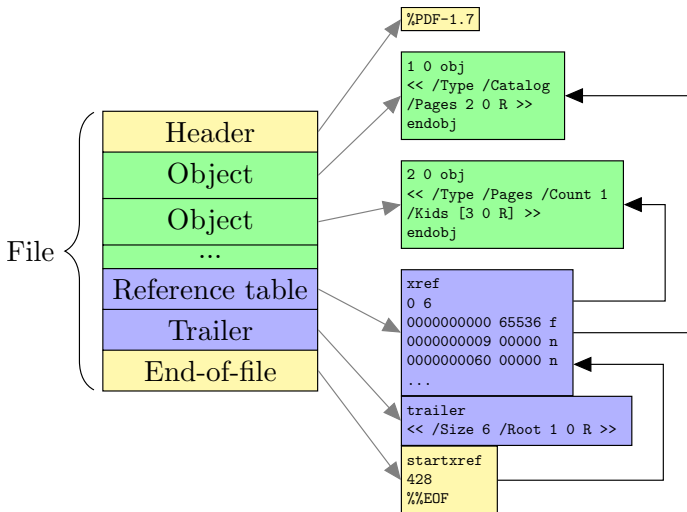 File
Header
Object
Object
...
Reference table
Trailer
End-of-file
%PDF-1.7
1 0 obj
<< /Type /Catalog
/Pages 2 0 R >>
endobj
2 0 obj
<< /Type /Pages /Count 1
/Kids [3 0 R] >>
endobj
xref
0 6
0000000000 65536 f
0000000009 00000 n
0000000060 00000 n
...
trailer
<< /Size 6 /Root 1 0 R >>
startxref
428
%%EOF